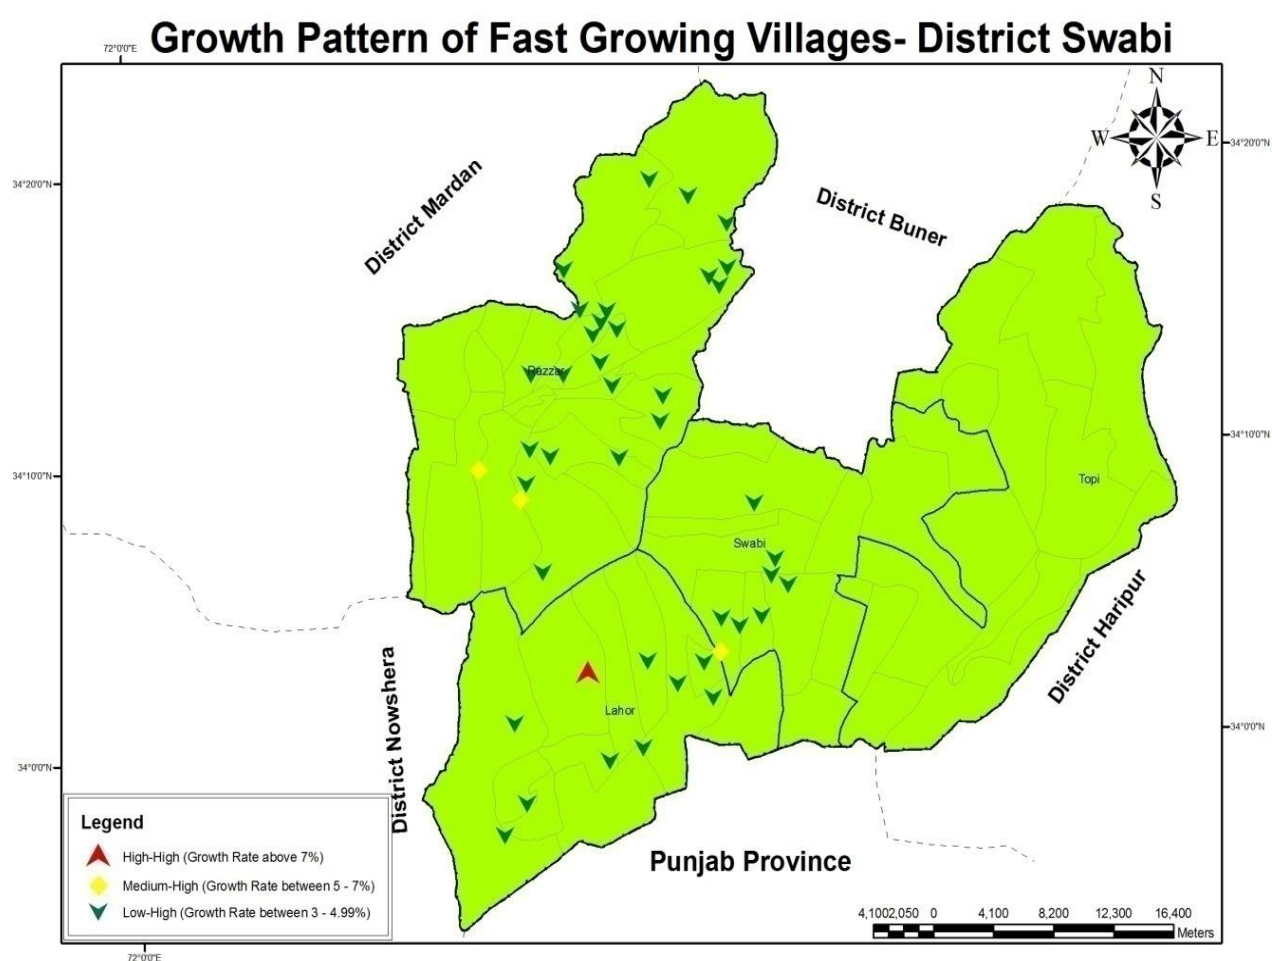 Growth Pattern of Fast Growing Villages- District Swabi
72°0'0"E
N
W
E
S
34°20'0"N
34°20'0"N
District Mardan
District Buner
Razzar
34°10'0"N
34°10'0"N
Topi
Swabi
District Haripur
District Nowshera
Lahor
34°0'0"N
34°0'0"N
Legend
High-High (Growth Rate above 7%)
Medium-High (Growth Rate between 5 - 7%)
Low-High (Growth Rate between 3 - 4.99%)
Punjab Province
4,1002,050 0 4,100 8,200 12,300 16,400
Meters
72°0'0"E